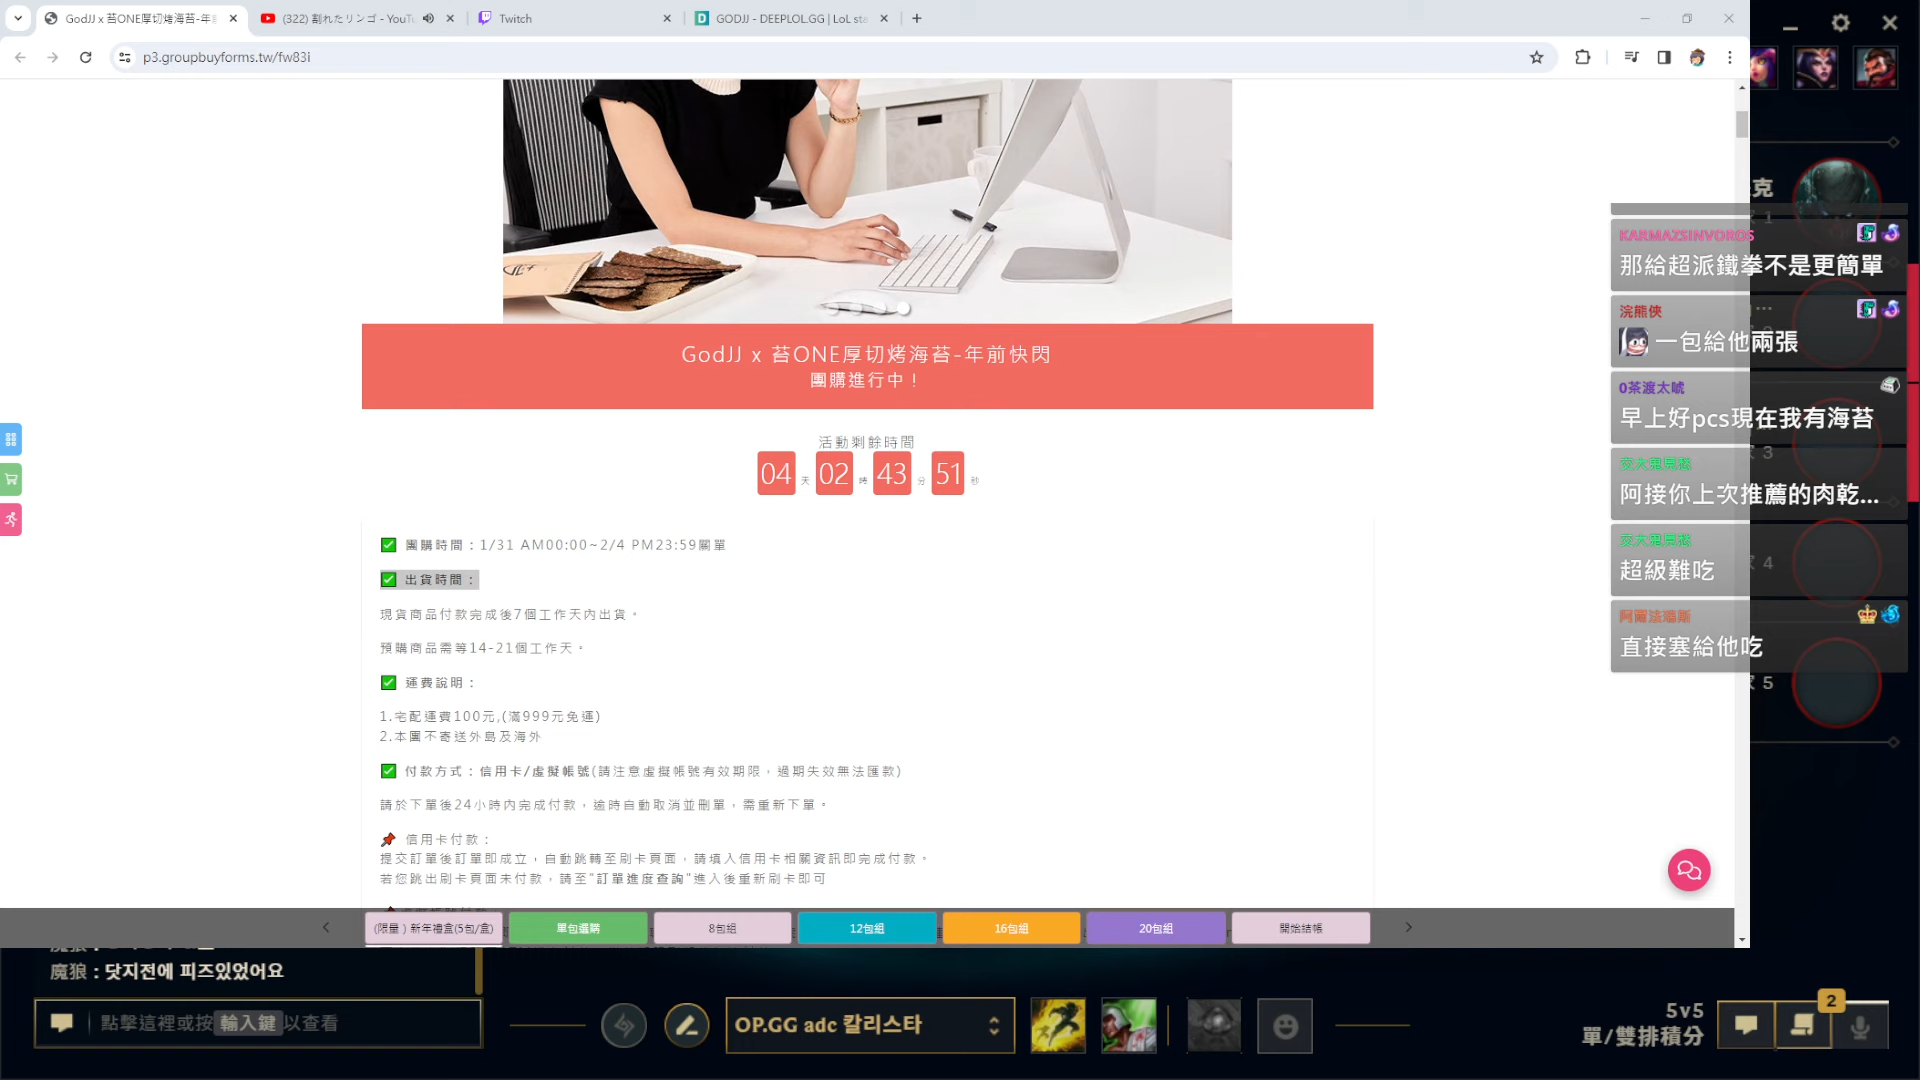 GodJJ x 苔ONE厚切烤海苔-年前
(322) 割れたリンゴ - YouTu
Twitch
GODJJ - DEEPLOL.GG | LoL sta
p3.groupbuyforms.tw/fw83i
GodJJ x 苔ONE厚切烤海苔-年前快閃
團購進行中！
活動剩餘時間
04 天 02 時 43 分 51 秒
團購時間：1/31 AM00:00~2/4 PM23:59關單
出貨時間：
現貨商品付款完成後7個工作天內出貨。
預購商品需等14-21個工作天。
運費說明：
1.宅配運費100元,(滿999元免運)
2.本團不寄送外島及海外
付款方式：信用卡/虛擬帳號(請注意虛擬帳號有效期限，過期失效無法匯款)
請於下單後24小時內完成付款，逾時自動取消並刪單，需重新下單。
信用卡付款：
提交訂單後訂單即成立，自動跳轉至刷卡頁面，請填入信用卡相關資訊即完成付款。
若您跳出刷卡頁面未付款，請至"訂單進度查詢"進入後重新刷卡即可
(限量）新年禮盒(5包/盒)
單包選購
8包組
12包組
16包組
20包組
開始結帳
克
KARMAZSINVOROS
那給超派鐵拳不是更簡單
浣熊俠
一包給他兩張
0茶渡太唬
早上好pcs現在我有海苔
3
阿接你上次推薦的肉乾...
4
超級難吃
阿爾法瑞斯
直接塞給他吃
5
魔狼：닷지전에 피즈있었어요
點擊這裡或按 輸入鍵 以查看
OP.GG adc 칼리스타
5v5
單/雙排積分
2